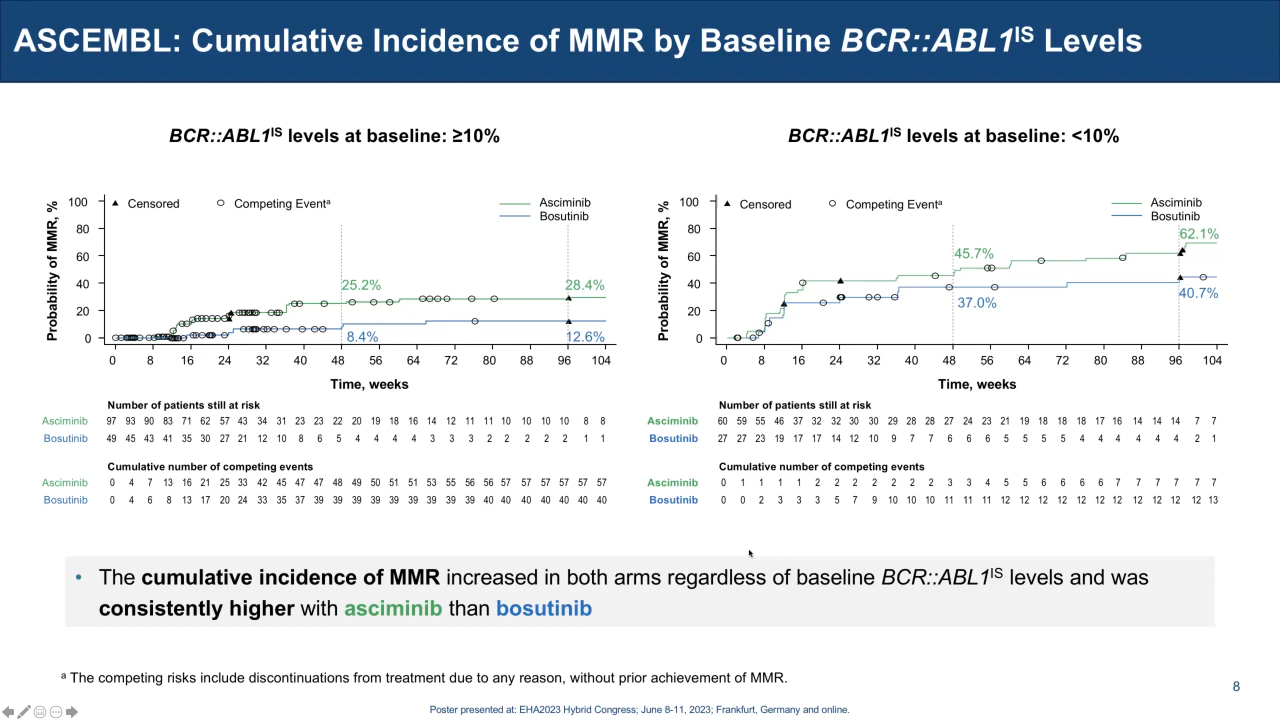 ASCEMBL: Cumulative Incidence of MMR by Baseline BCR::ABL1IS Levels
BCR::ABL1IS levels at baseline: ≥10%
Probability of MMR, %
100
80
60
40
20
0
Censored
Competing Eventa
Asciminib
Bosutinib
25.2%
28.4%
8.4%
12.6%
0 8 16 24 32 40 48 56 64 72 80 88 96 104
Time, weeks
Number of patients still at risk
Asciminib 97 93 90 83 71 62 57 43 34 31 23 23 22 20 19 18 16 14 12 11 11 10 10 10 10 8 8
Bosutinib 49 45 43 41 35 30 27 21 12 10 8 6 5 4 4 4 4 3 3 3 2 2 2 2 2 1 1
Cumulative number of competing events
Asciminib 0 4 7 13 16 21 25 33 42 45 47 47 48 49 50 51 51 53 55 56 56 57 57 57 57 57 57
Bosutinib 0 4 6 8 13 17 20 24 33 35 37 39 39 39 39 39 39 39 39 39 40 40 40 40 40 40 40
BCR::ABL1IS levels at baseline: <10%
Probability of MMR, %
100
80
60
40
20
0
Censored
Competing Eventa
Asciminib
Bosutinib
62.1%
45.7%
37.0%
40.7%
0 8 16 24 32 40 48 56 64 72 80 88 96 104
Time, weeks
Number of patients still at risk
Asciminib 60 59 55 46 37 32 32 30 30 29 28 28 27 24 23 21 19 18 18 18 17 16 14 14 14 7 7
Bosutinib 27 27 23 19 17 17 14 12 10 9 7 7 6 6 6 5 5 5 5 4 4 4 4 4 4 2 1
Cumulative number of competing events
Asciminib 0 1 1 1 1 2 2 2 2 2 2 2 3 3 4 5 5 6 6 6 6 7 7 7 7 7 7
Bosutinib 0 0 2 3 3 3 5 7 9 10 10 10 11 11 11 12 12 12 12 12 12 12 12 12 12 12 13
• The cumulative incidence of MMR increased in both arms regardless of baseline BCR::ABL1IS levels and was
consistently higher with asciminib than bosutinib
a The competing risks include discontinuations from treatment due to any reason, without prior achievement of MMR.
8
Poster presented at: EHA2023 Hybrid Congress; June 8-11, 2023; Frankfurt, Germany and online.